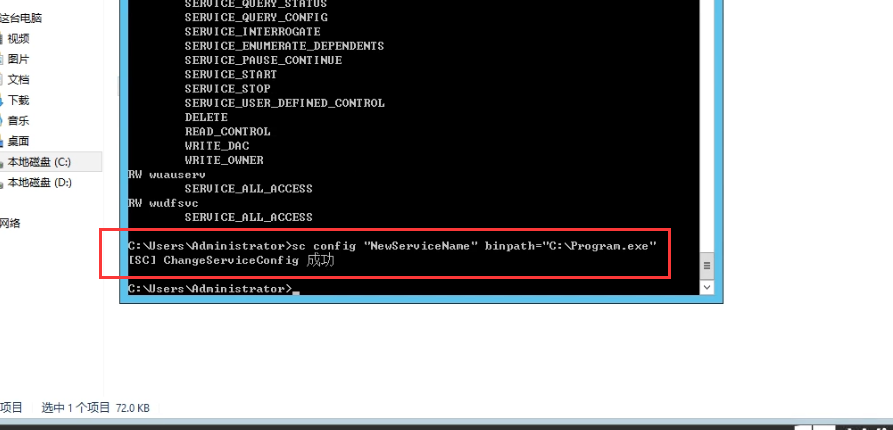 这台电脑
视频
图片
文档
下载
音乐
桌面
本地磁盘 (C:)
本地磁盘 (D:)
网络
SERVICE_QUERY_STATUS
SERVICE_QUERY_CONFIG
SERVICE_INTERROGATE
SERVICE_ENUMERATE_DEPENDENTS
SERVICE_PAUSE_CONTINUE
SERVICE_START
SERVICE_STOP
SERVICE_USER_DEFINED_CONTROL
DELETE
READ_CONTROL
WRITE_DAC
WRITE_OWNER
RW wuauserv
SERVICE_ALL_ACCESS
RW wudfsvc
SERVICE_ALL_ACCESS
C:\Users\Administrator>sc config "NewServiceName" binpath="C:\Program.exe"
[SC] ChangeServiceConfig 成功
C:\Users\Administrator>
项目 选中 1 个项目 72.0 KB